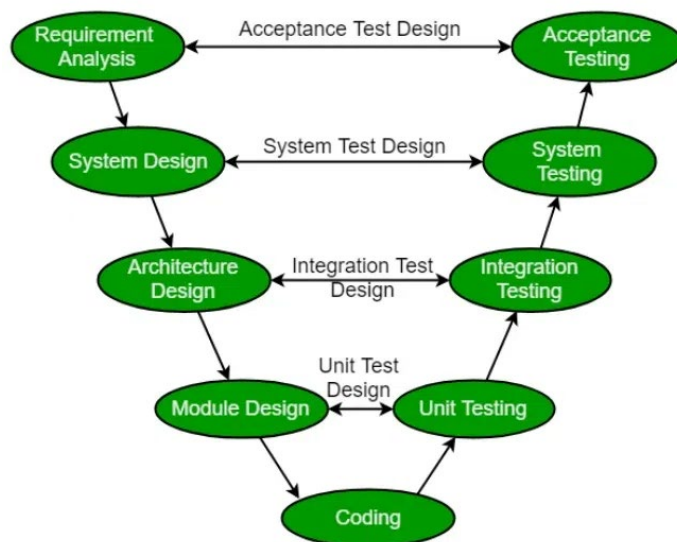 Requirement
Analysis
Acceptance Test Design
Acceptance
Testing
System Design
System Test Design
System
Testing
Architecture
Design
Integration Test
Design
Integration
Testing
Module Design
Unit Test
Design
Unit Testing
Coding